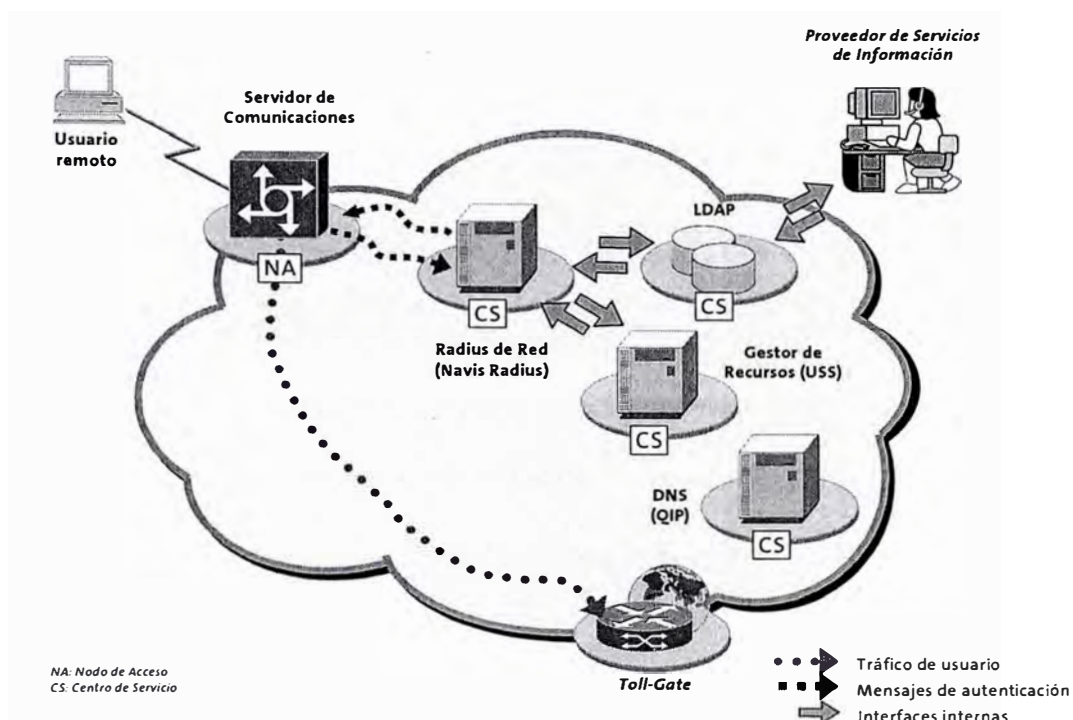 Proveedor de Servicios
de Información
Servidor de
Comunicaciones
Usuario
remoto
LDAP
NA
CS
CS
Radius de Red
(Navis Radius)
Gestor de
Recursos (USS)
CS
DNS
(QIP)
CS
Toll-Gate
NA: Nodo de Acceso
CS: Centro de Servicio
Tráfico de usuario
Mensajes de autenticación
Interfaces internas